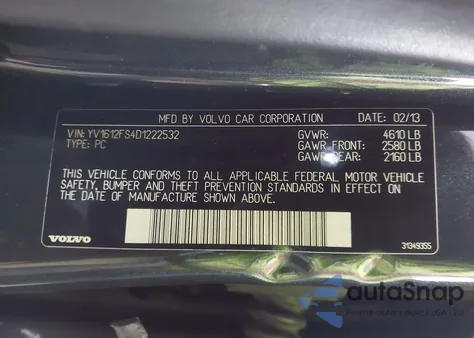 MFD BY VOLVO CAR CORPORATION DATE: 02/13
VIN: YV1612FS4D1222532 GVWR: 4610 LB
TYPE: PC GAWR FRONT: 2580 LB
GAWR REAR: 2160 LB
THIS VEHICLE CONFORMS TO ALL APPLICABLE FEDERAL MOTOR VEHICLE
SAFETY, BUMPER AND THEFT PREVENTION STANDARDS IN EFFECT ON
THE DATE OF MANUFACTURE SHOWN ABOVE.
VOLVO 31349355
autoSnap